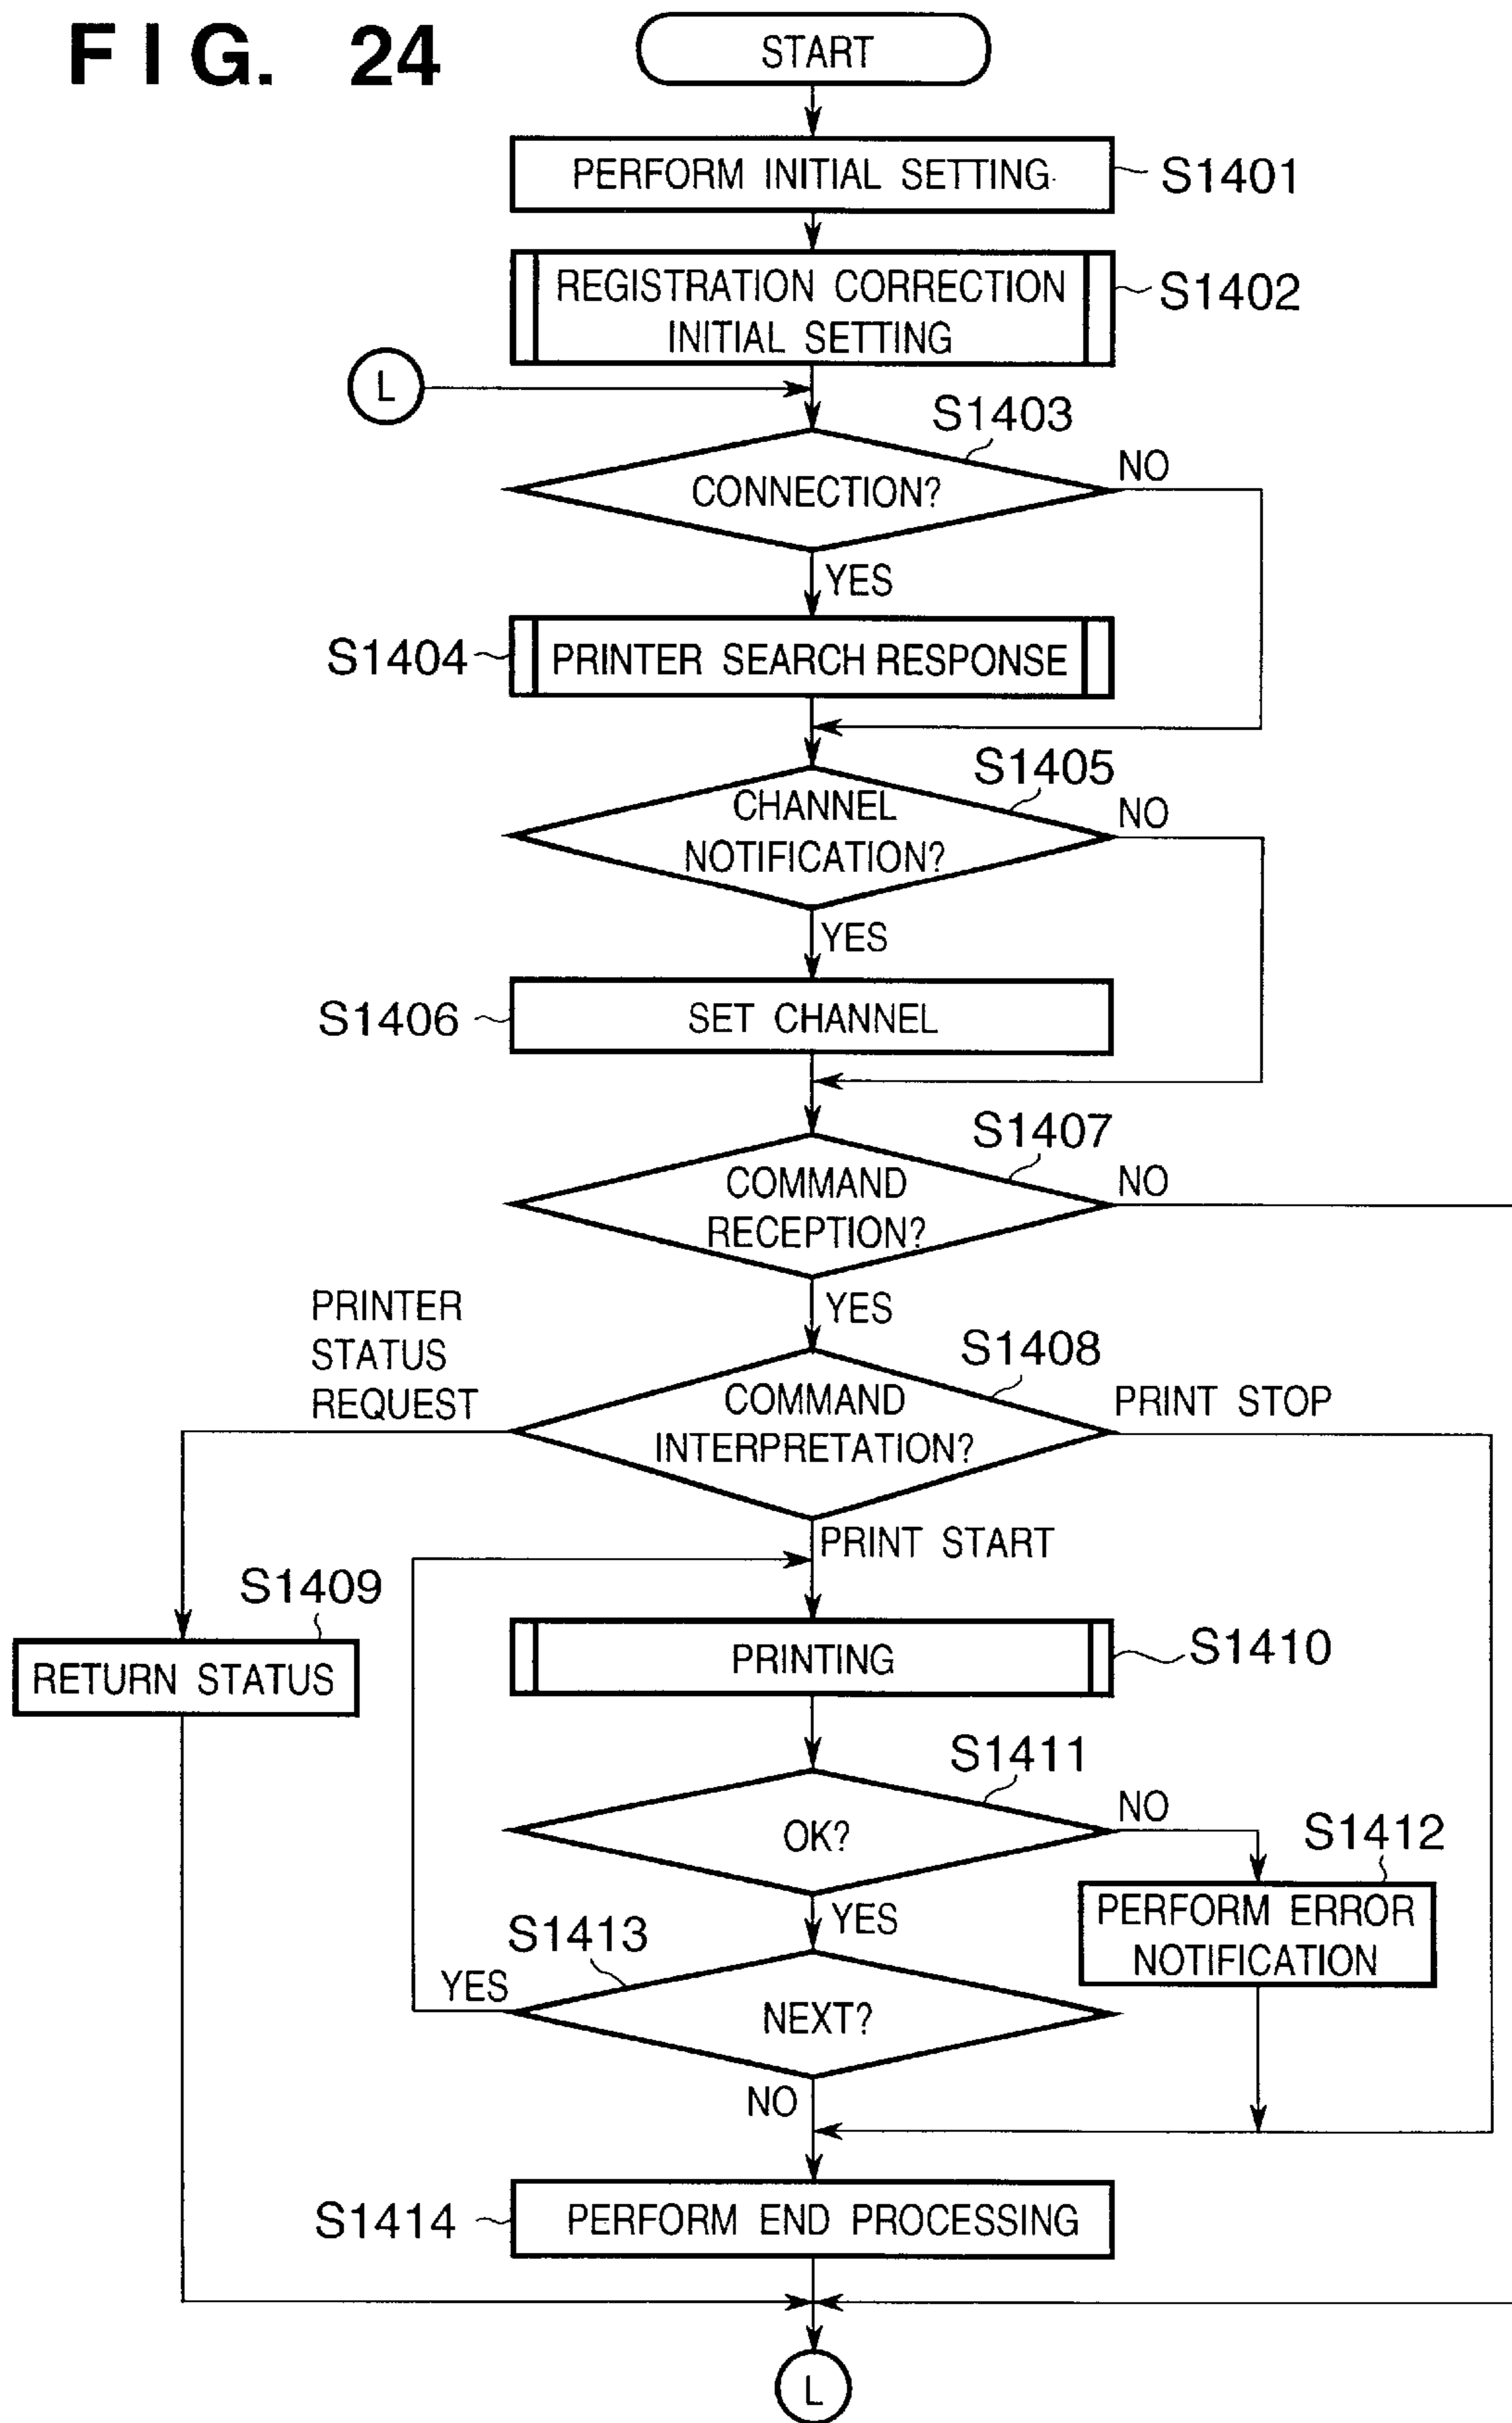 FIG. 24
START
PERFORM INITIAL SETTING
S1401
REGISTRATION CORRECTION
INITIAL SETTING
S1402
L
S1403
CONNECTION?
NO
YES
S1404
PRINTER SEARCH RESPONSE
S1405
CHANNEL
NOTIFICATION?
NO
YES
S1406
SET CHANNEL
S1407
COMMAND
RECEPTION?
NO
YES
PRINTER
STATUS
REQUEST
S1408
COMMAND
INTERPRETATION?
PRINT STOP
PRINT START
S1409
RETURN STATUS
PRINTING
S1410
S1411
OK?
NO
YES
S1412
PERFORM ERROR
NOTIFICATION
S1413
YES
NEXT?
NO
S1414
PERFORM END PROCESSING
L